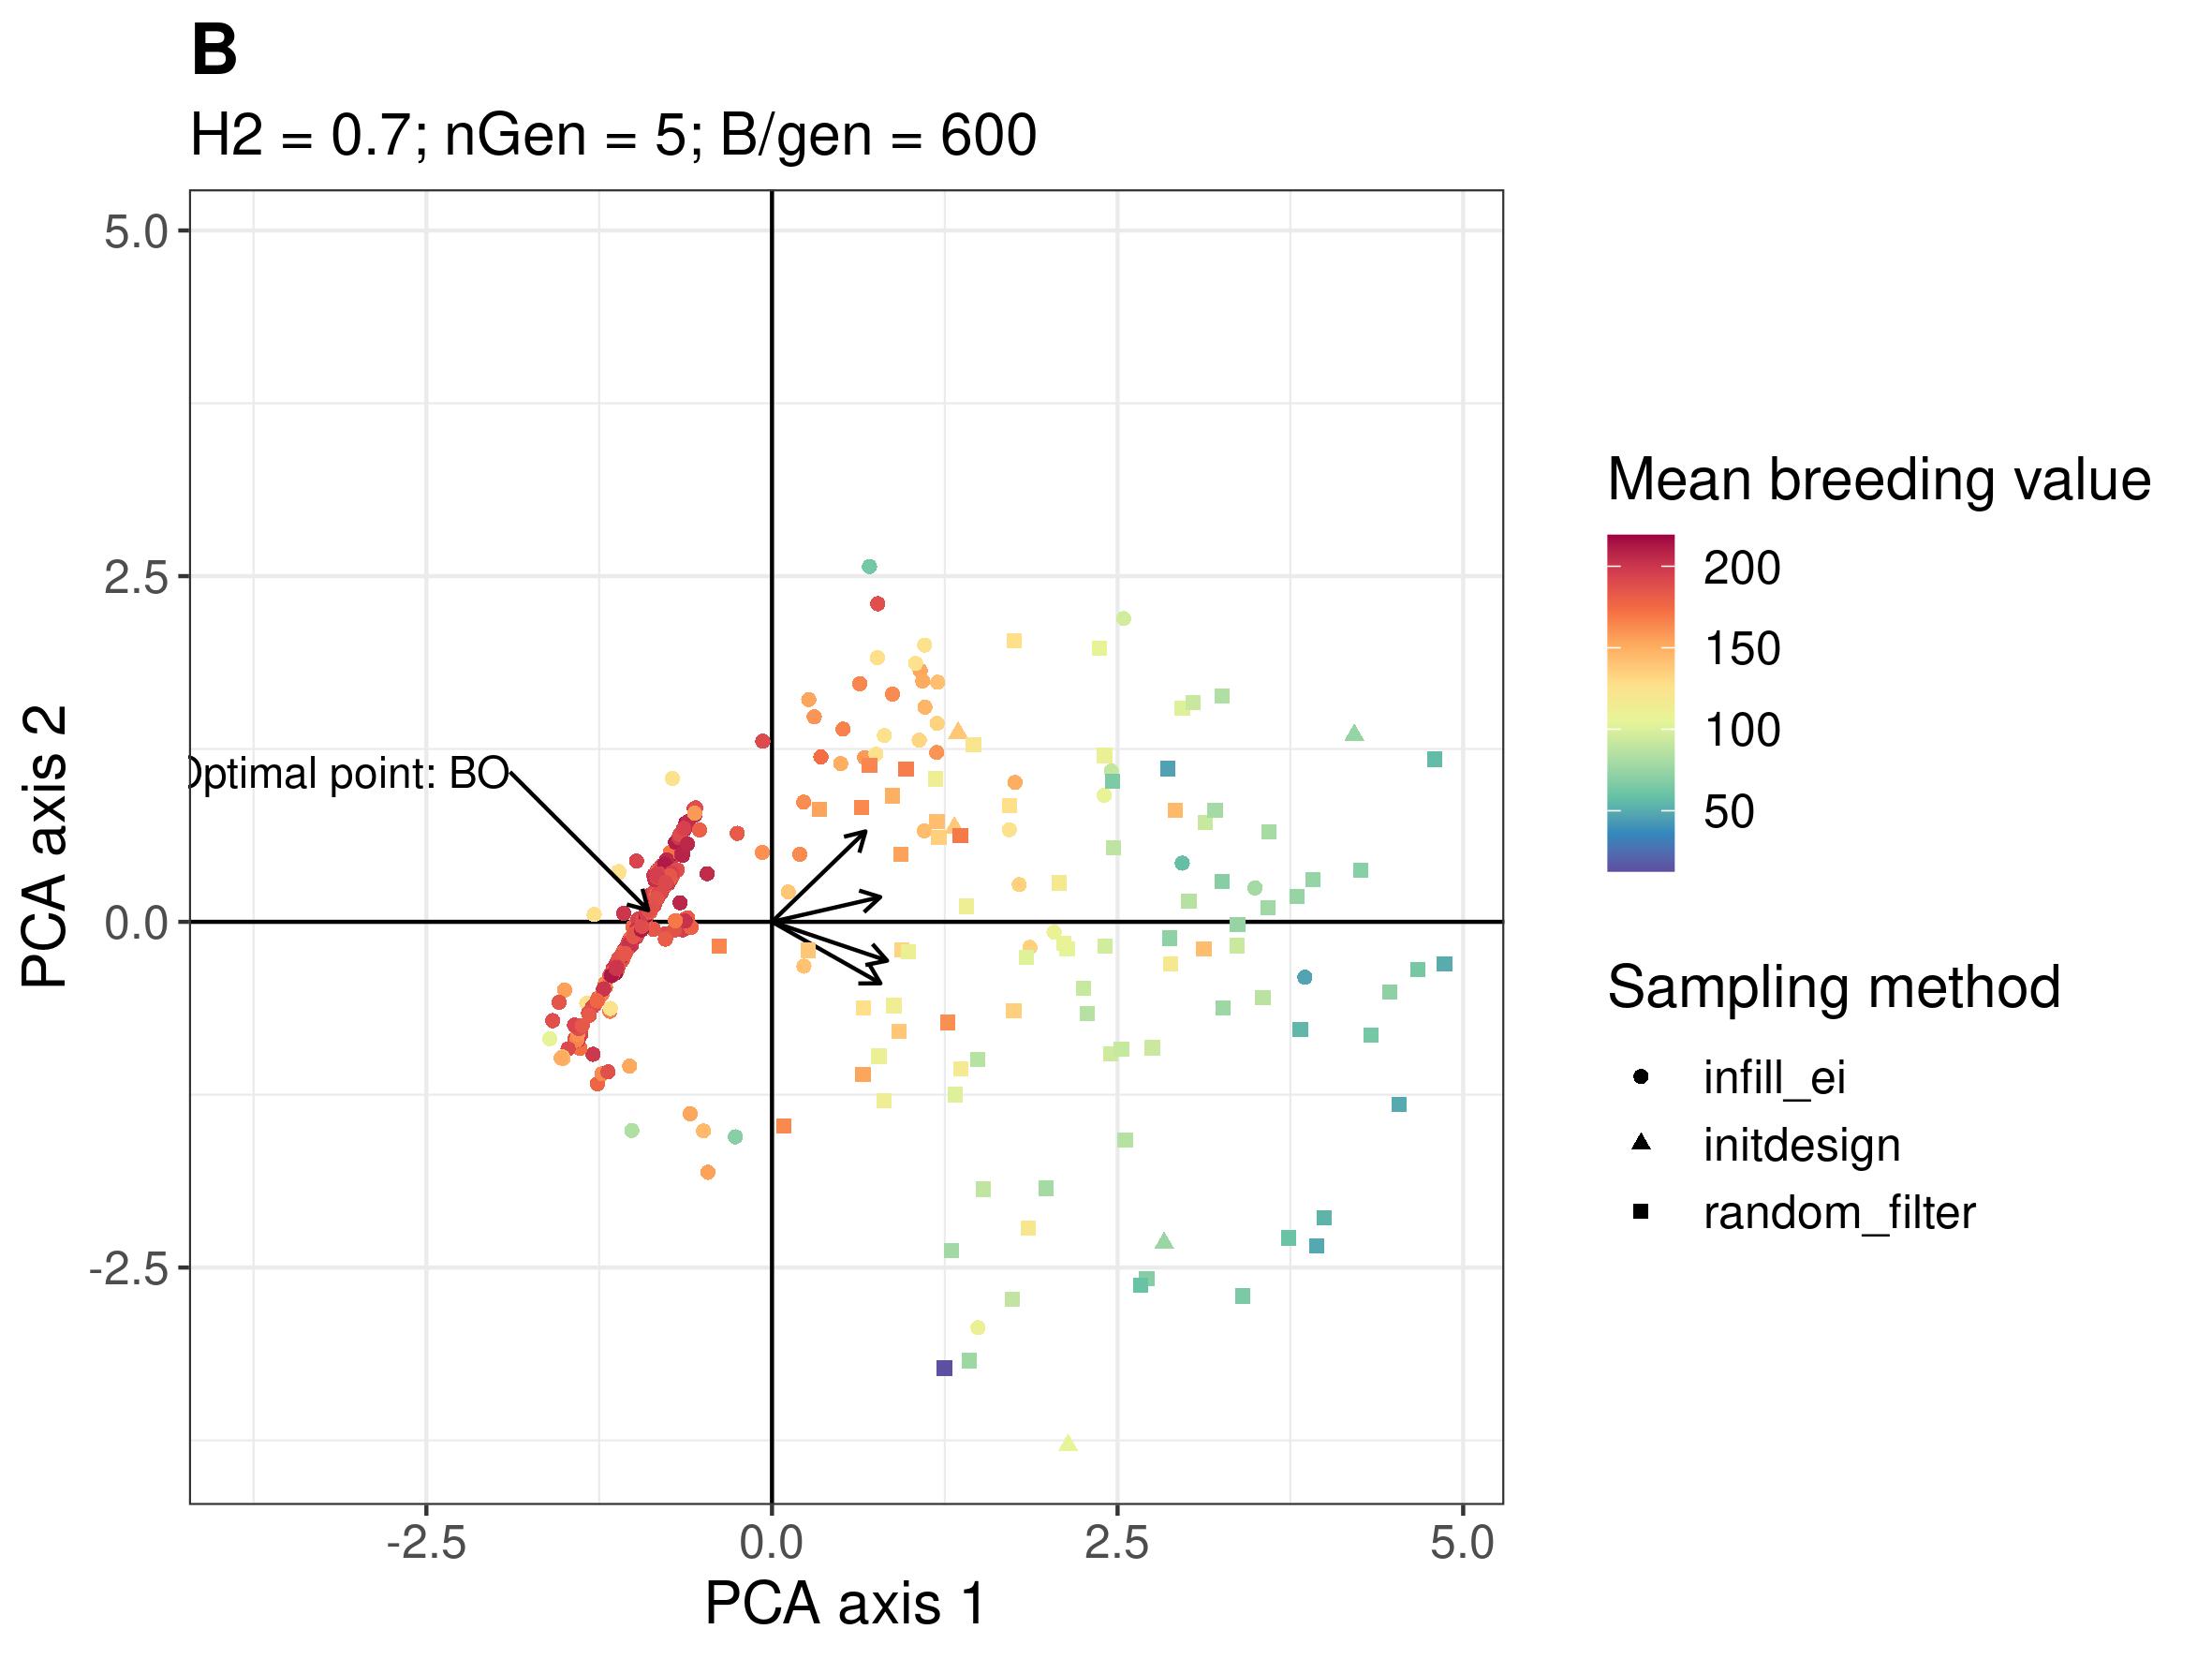 B
H2 = 0.7; nGen = 5; B/gen = 600
PCA axis 2
5.0
2.5
0.0
-2.5
Optimal point: BO
-2.5
0.0
2.5
5.0
PCA axis 1
Mean breeding value
200
150
100
50
Sampling method
infill_ei
initdesign
random_filter